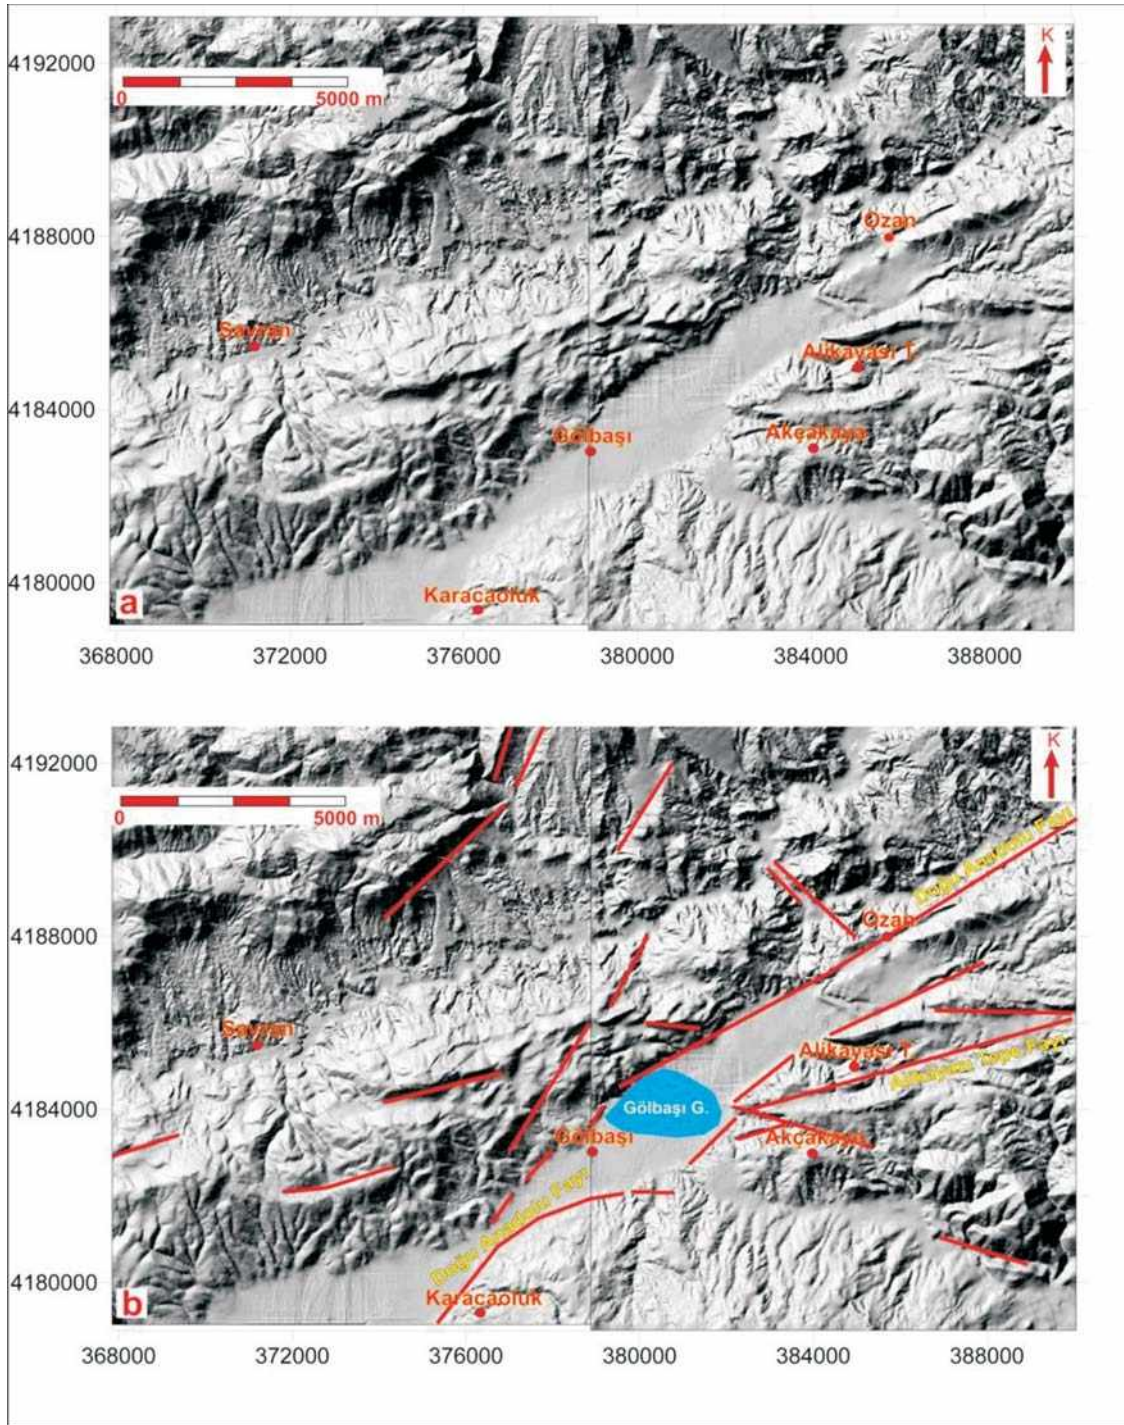 4192000
K
0 5000 m
Ozan
4188000
Sayran
Alikayası T.
4184000
Gölbaşı
Akçakaya
4180000
a
Karacaoluk
368000 372000 376000 380000 384000 388000
4192000
K
0 5000 m
Doğu Anadolu Fayı
Ozan
4188000
Sayran
Alikayası T.
Alikayası Tepe Fayı
4184000
Gölbaşı G.
Gölbaşı
Akçakaya
Doğu Anadolu Fayı
4180000
b
Karacaoluk
368000 372000 376000 380000 384000 388000